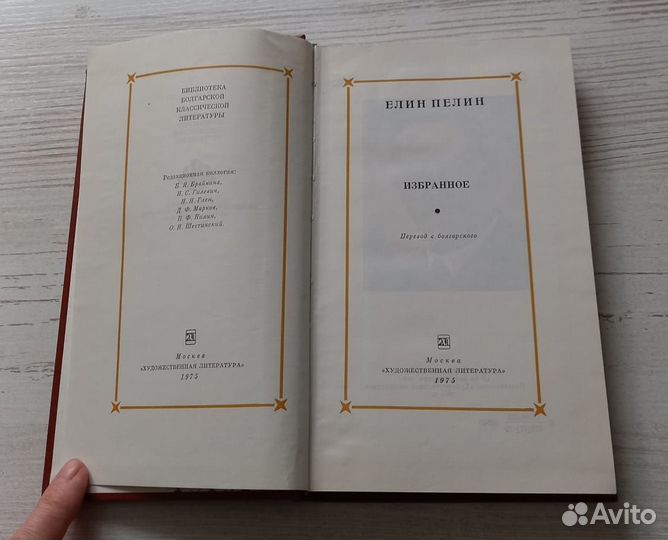 БИБЛИОТЕКА
БОЛГАРСКОЙ
КЛАССИЧЕСКОЙ
ЛИТЕРАТУРЫ
Редакционная коллегия:
Б. Я. Брайнина,
Н. С. Гилевич,
Н. Н. Глен,
Д. Ф. Марков,
П. Ф. Нилин,
О. Н. Шестинский.
Москва
«ХУДОЖЕСТВЕННАЯ ЛИТЕРАТУРА»
1975
ЕЛИН ПЕЛИН
ИЗБРАННОЕ
Перевод с болгарского
Москва
«ХУДОЖЕСТВЕННАЯ ЛИТЕРАТУРА»
1975
Avito